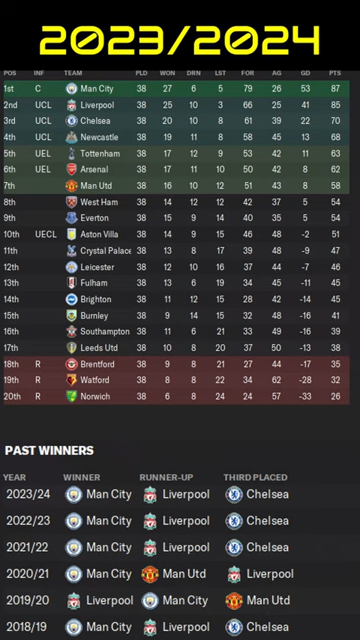 2023/2024
POS INF TEAM PLD WON DRN LST FOR AG GD PTS
1st C Man City 38 27 6 5 79 26 53 87
2nd UCL Liverpool 38 25 10 3 66 25 41 85
3rd UCL Chelsea 38 20 10 8 61 39 22 70
4th UCL Newcastle 38 19 11 8 58 45 13 68
5th UEL Tottenham 38 17 12 9 53 42 11 63
6th UEL Arsenal 38 17 11 10 50 42 8 62
7th Man Utd 38 16 10 12 51 43 8 58
8th West Ham 38 14 12 12 42 37 5 54
9th Everton 38 15 9 14 40 35 5 54
10th UECL Aston Villa 38 14 9 15 46 48 -2 51
11th Crystal Palace 38 13 8 17 39 48 -9 47
12th Leicester 38 12 10 16 37 44 -7 46
13th Fulham 38 13 6 19 34 45 -11 45
14th Brighton 38 11 12 15 28 42 -14 45
15th Burnley 38 9 14 15 32 48 -16 41
16th Southampton 38 11 6 21 33 49 -16 39
17th Leeds Utd 38 10 8 20 37 50 -13 38
18th R Brentford 38 9 8 21 27 44 -17 35
19th R Watford 38 8 8 22 34 62 -28 32
20th R Norwich 38 6 8 24 24 57 -33 26
PAST WINNERS
YEAR WINNER RUNNER-UP THIRD PLACED
2023/24 Man City Liverpool Chelsea
2022/23 Man City Liverpool Chelsea
2021/22 Man City Liverpool Chelsea
2020/21 Man City Man Utd Liverpool
2019/20 Liverpool Man City Man Utd
2018/19 Man City Liverpool Chelsea